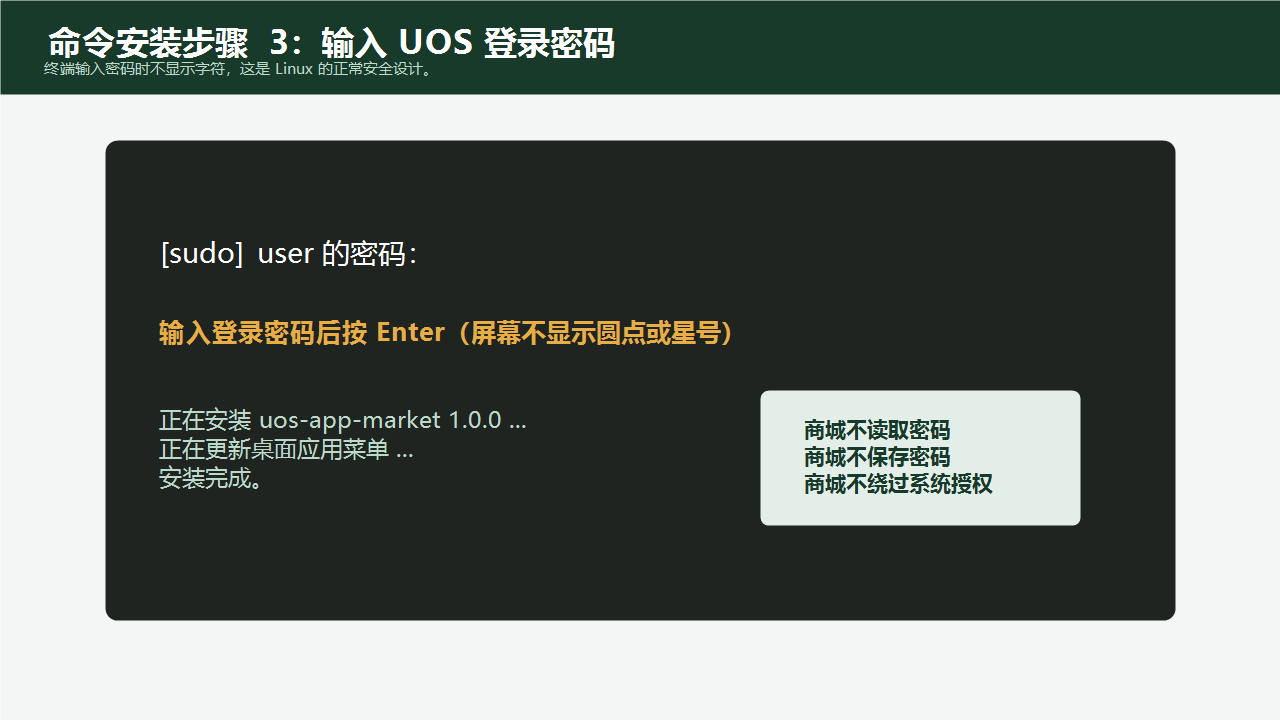 命令安装步骤 3：输入 UOS 登录密码
终端输入密码时不显示字符，这是 Linux 的正常安全设计。
[sudo] user 的密码：
输入登录密码后按 Enter（屏幕不显示圆点或星号）
正在安装 uos-app-market 1.0.0 ...
正在更新桌面应用菜单 ...
安装完成。
商城不读取密码
商城不保存密码
商城不绕过系统授权